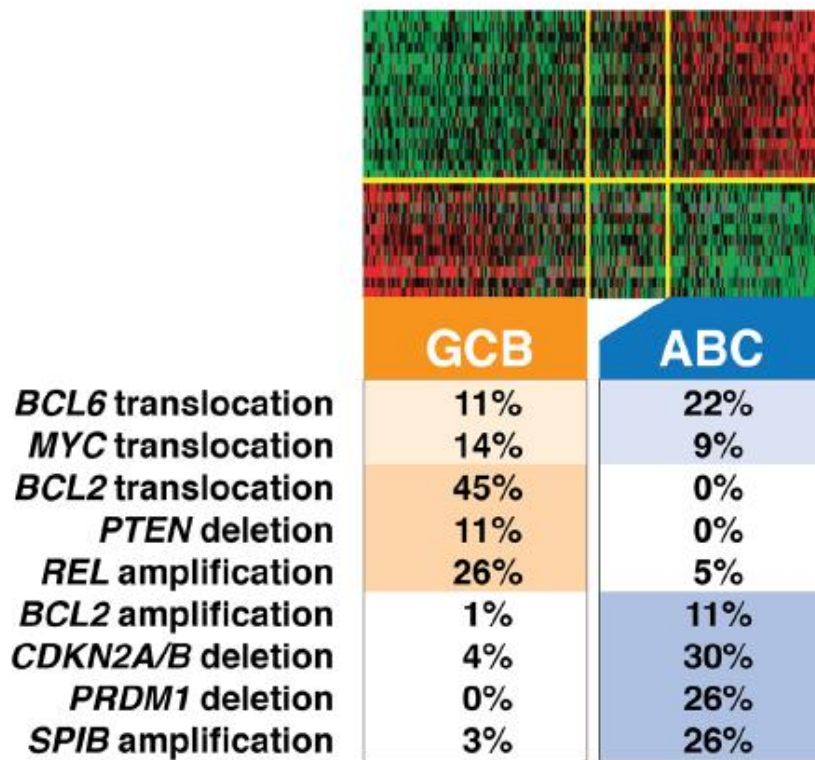 GCB ABC
BCL6 translocation 11% 22%
MYC translocation 14% 9%
BCL2 translocation 45% 0%
PTEN deletion 11% 0%
REL amplification 26% 5%
BCL2 amplification 1% 11%
CDKN2A/B deletion 4% 30%
PRDM1 deletion 0% 26%
SPIB amplification 3% 26%